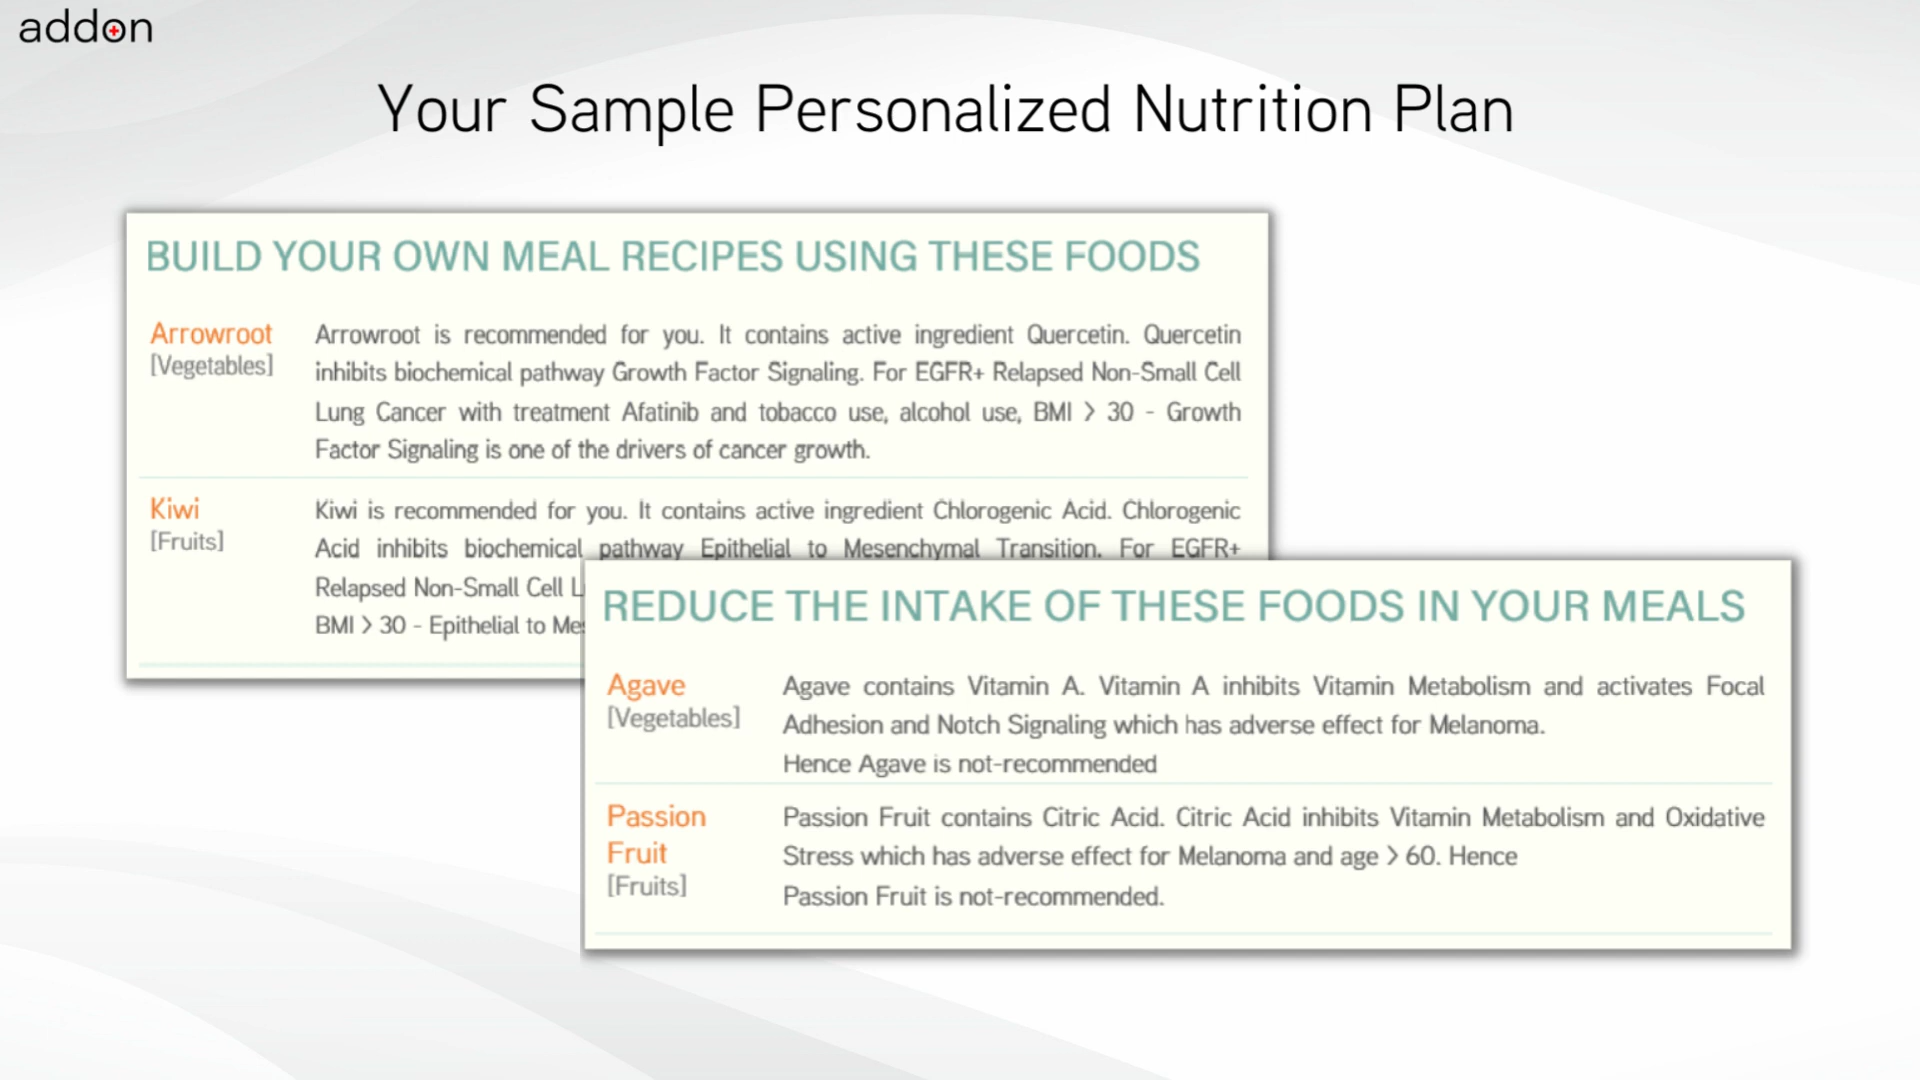 addon
Your Sample Personalized Nutrition Plan
BUILD YOUR OWN MEAL RECIPES USING THESE FOODS
Arrowroot
[Vegetables]
Arrowroot is recommended for you. It contains active ingredient Quercetin. Quercetin
inhibits biochemical pathway Growth Factor Signaling. For EGFR+ Relapsed Non-Small Cell
Lung Cancer with treatment Afatinib and tobacco use, alcohol use, BMI > 30 - Growth
Factor Signaling is one of the drivers of cancer growth.
Kiwi
[Fruits]
Kiwi is recommended for you. It contains active ingredient Chlorogenic Acid. Chlorogenic
Acid inhibits biochemical pathway Epithelial to Mesenchymal Transition. For EGFR+
Relapsed Non-Small Cell
BMI > 30 - Epithelial to
REDUCE THE INTAKE OF THESE FOODS IN YOUR MEALS
Agave
[Vegetables]
Agave contains Vitamin A. Vitamin A inhibits Vitamin Metabolism and activates Focal
Adhesion and Notch Signaling which has adverse effect for Melanoma.
Hence Agave is not-recommended
Passion
Fruit
[Fruits]
Passion Fruit contains Citric Acid. Citric Acid inhibits Vitamin Metabolism and Oxidative
Stress which has adverse effect for Melanoma and age > 60. Hence
Passion Fruit is not-recommended.